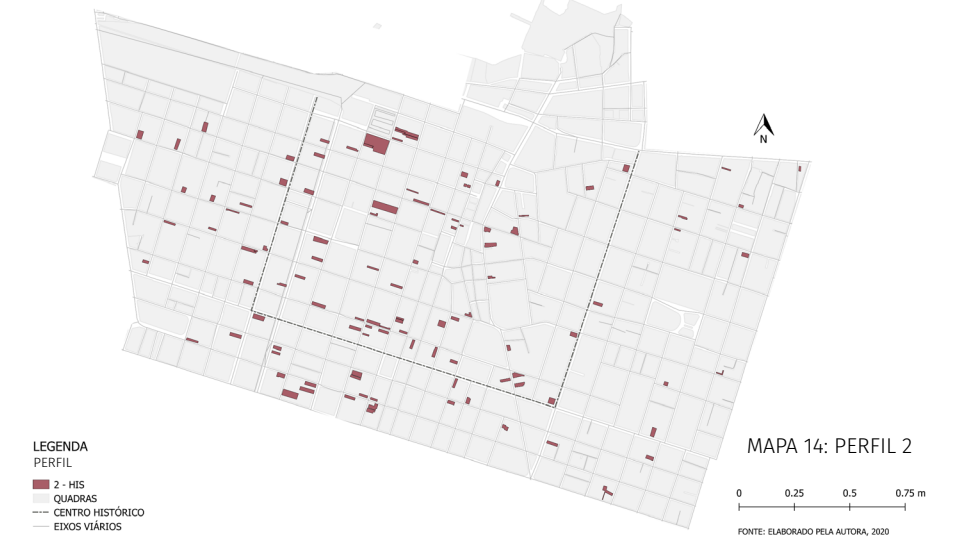 N
LEGENDA
PERFIL
2 - HIS
QUADRAS
CENTRO HISTÓRICO
EIXOS VIÁRIOS
MAPA 14: PERFIL 2
0 0.25 0.5 0.75 m
FONTE: ELABORADO PELA AUTORA, 2020